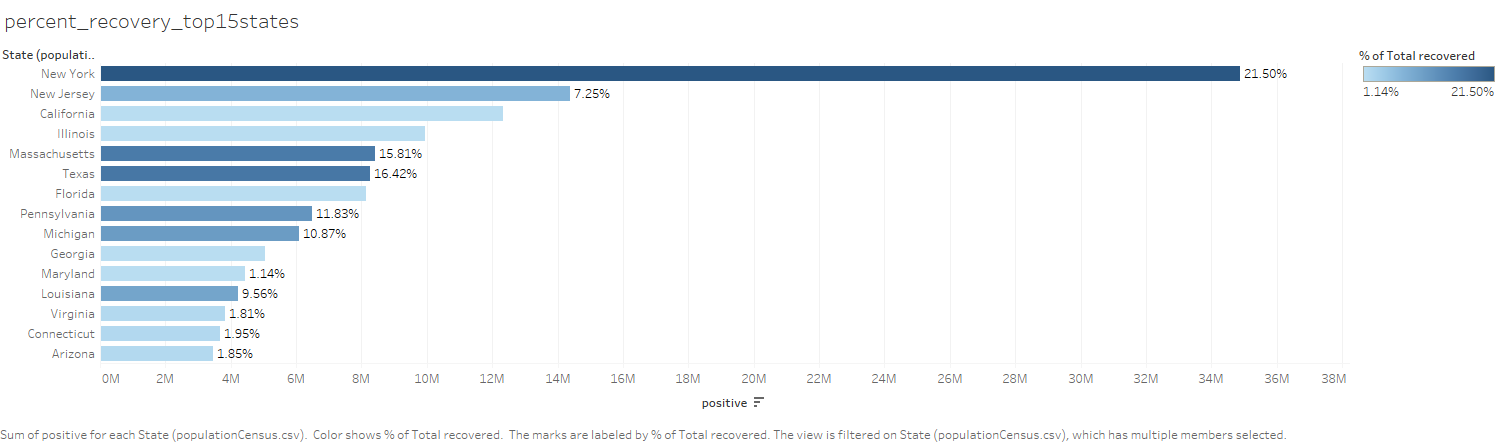 percent_recovery_top15states
State (populati..
% of Total recovered
1.14% 21.50%
New York 21.50%
New Jersey 7.25%
California
Illinois
Massachusetts 15.81%
Texas 16.42%
Florida
Pennsylvania 11.83%
Michigan 10.87%
Georgia
Maryland 1.14%
Louisiana 9.56%
Virginia 1.81%
Connecticut 1.95%
Arizona 1.85%
0M 2M 4M 6M 8M 10M 12M 14M 16M 18M 20M 22M 24M 26M 28M 30M 32M 34M 36M 38M
positive
Sum of positive for each State (populationCensus.csv). Color shows % of Total recovered. The marks are labeled by % of Total recovered. The view is filtered on State (populationCensus.csv), which has multiple members selected.